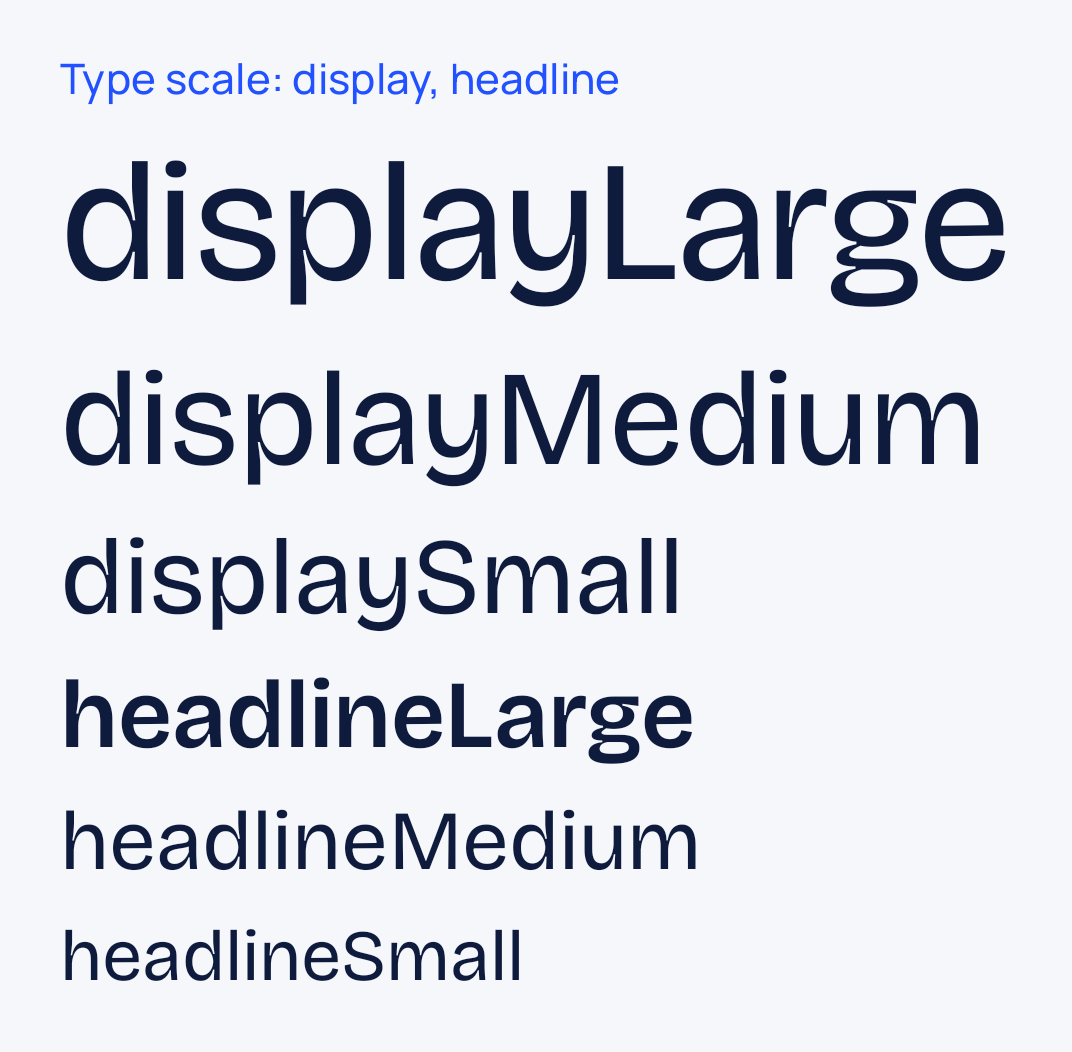 Type scale: display, headline
displayLarge
displayMedium
displaySmall
headlineLarge
headlineMedium
headlineSmall